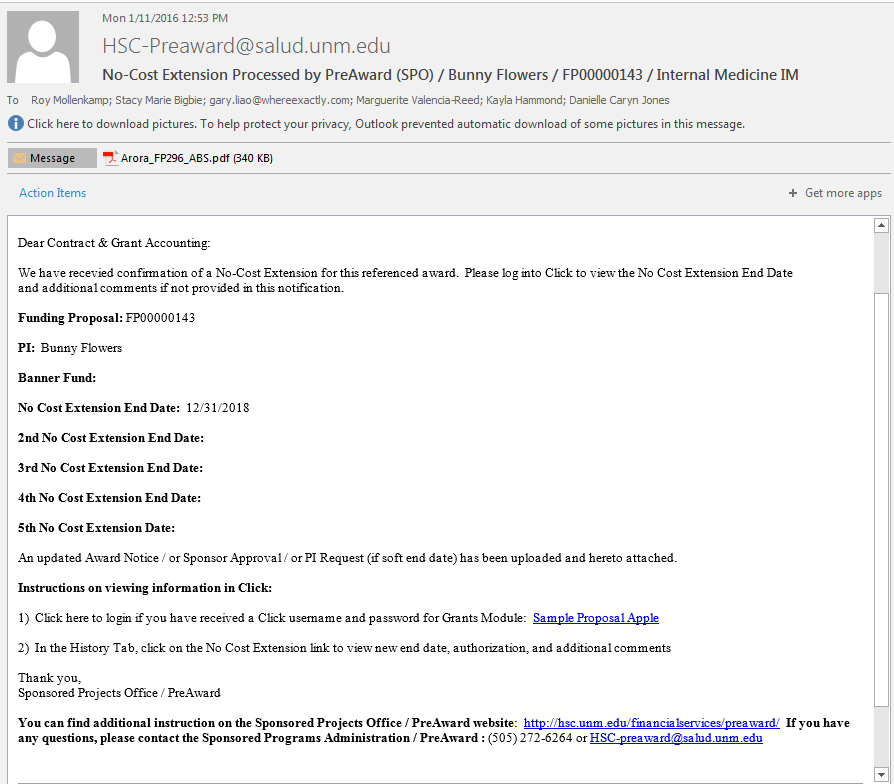 Mon 1/11/2016 12:53 PM
HSC-Preaward@salud.unm.edu
No-Cost Extension Processed by PreAward (SPO) / Bunny Flowers / FP00000143 / Internal Medicine IM
To Roy Mollenkamp; Stacy Marie Bigbie; gary.liao@whereexactly.com; Marguerite Valencia-Reed; Kayla Hammond; Danielle Caryn Jones
Click here to download pictures. To help protect your privacy, Outlook prevented automatic download of some pictures in this message.
Message Arora_FP296_ABS.pdf (340 KB)
Action Items + Get more apps
Dear Contract & Grant Accounting:
We have recevied confirmation of a No-Cost Extension for this referenced award. Please log into Click to view the No Cost Extension End Date
and additional comments if not provided in this notification.
Funding Proposal: FP00000143
PI: Bunny Flowers
Banner Fund:
No Cost Extension End Date: 12/31/2018
2nd No Cost Extension End Date:
3rd No Cost Extension End Date:
4th No Cost Extension End Date:
5th No Cost Extension Date:
An updated Award Notice / or Sponsor Approval / or PI Request (if soft end date) has been uploaded and hereto attached.
Instructions on viewing information in Click:
1) Click here to login if you have received a Click username and password for Grants Module: Sample Proposal Apple
2) In the History Tab, click on the No Cost Extension link to view new end date, authorization, and additional comments
Thank you,
Sponsored Projects Office / PreAward
You can find additional instruction on the Sponsored Projects Office / PreAward website: http://hsc.unm.edu/financialservices/preaward/ If you have
any questions, please contact the Sponsored Programs Administration / PreAward : (505) 272-6264 or HSC-preaward@salud.unm.edu